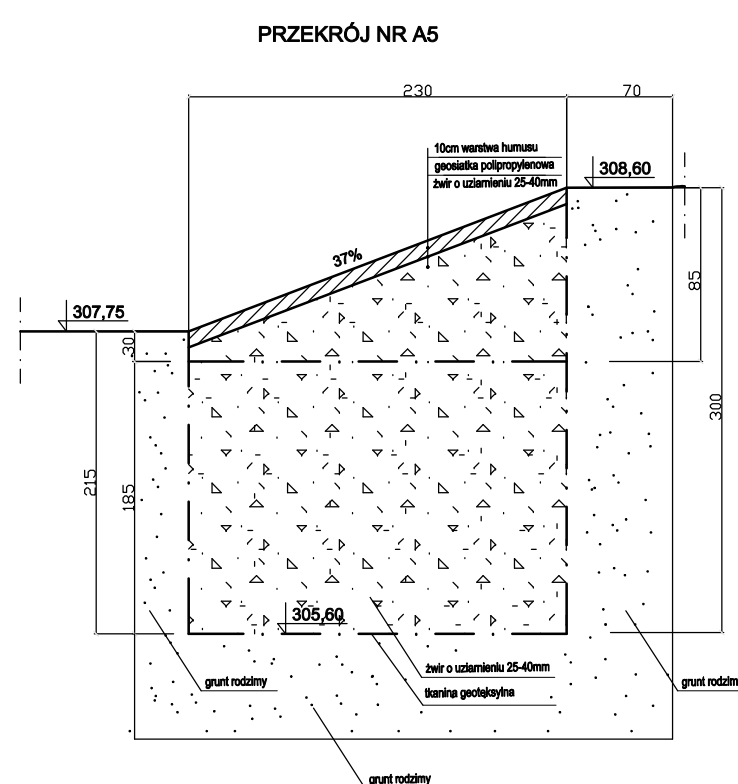 PRZEKRÓJ NR A5
230
70
10cm warstwa humusu
geosiatka polipropylenowa
żwir o uziarnieniu 25-40mm
308,60
37%
85
307,75
30
300
215
185
305,60
żwir o uziarnieniu 25-40mm
grunt rodzimy
grunt rodzim
tkanina geoteksylna
grunt rodzimy